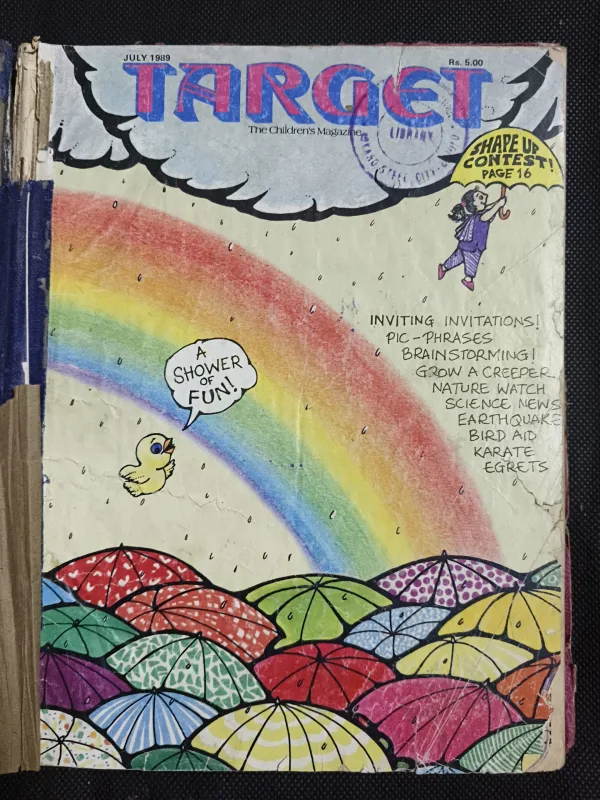 JULY 1989
Rs. 5.00
TARGET
The Children's Magazine
LIBRARY
SHAPE UP
CONTEST!
PAGE 16
INVITING INVITATIONS!
PIC-PHRASES
BRAINSTORMING!
GROW A CREEPER
NATURE WATCH
SCIENCE NEWS
EARTHQUAKE
BIRD AID
KARATE
EGRETS
A
SHOWER
OF
FUN!